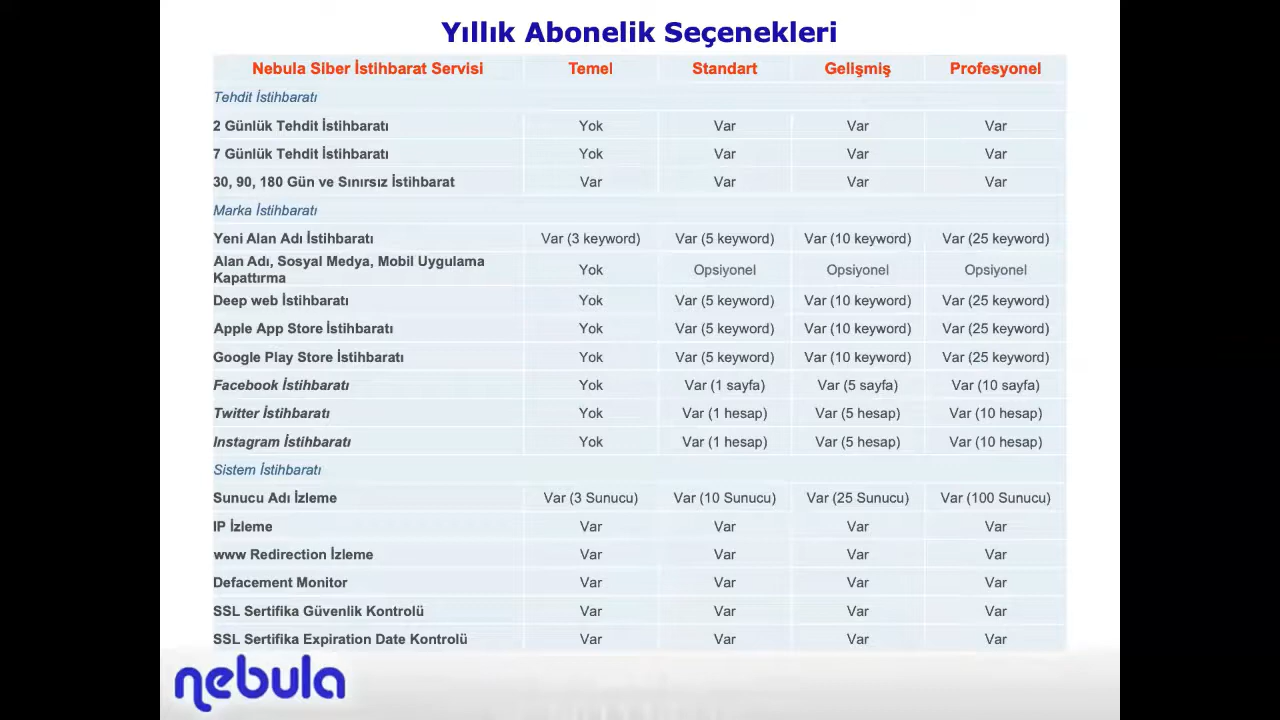 Yıllık Abonelik Seçenekleri
Nebula Siber İstihbarat Servisi Temel Standart Gelişmiş Profesyonel
Tehdit İstihbaratı
2 Günlük Tehdit İstihbaratı Yok Var Var Var
7 Günlük Tehdit İstihbaratı Yok Var Var Var
30, 90, 180 Gün ve Sınırsız İstihbarat Var Var Var Var
Marka İstihbaratı
Yeni Alan Adı İstihbaratı Var (3 keyword) Var (5 keyword) Var (10 keyword) Var (25 keyword)
Alan Adı, Sosyal Medya, Mobil Uygulama
Kapattırma Yok Opsiyonel Opsiyonel Opsiyonel
Deep web İstihbaratı Yok Var (5 keyword) Var (10 keyword) Var (25 keyword)
Apple App Store İstihbaratı Yok Var (5 keyword) Var (10 keyword) Var (25 keyword)
Google Play Store İstihbaratı Yok Var (5 keyword) Var (10 keyword) Var (25 keyword)
Facebook İstihbaratı Yok Var (1 sayfa) Var (5 sayfa) Var (10 sayfa)
Twitter İstihbaratı Yok Var (1 hesap) Var (5 hesap) Var (10 hesap)
Instagram İstihbaratı Yok Var (1 hesap) Var (5 hesap) Var (10 hesap)
Sistem İstihbaratı
Sunucu Adı İzleme Var (3 Sunucu) Var (10 Sunucu) Var (25 Sunucu) Var (100 Sunucu)
IP İzleme Var Var Var Var
www Redirection İzleme Var Var Var Var
Defacement Monitor Var Var Var Var
SSL Sertifika Güvenlik Kontrolü Var Var Var Var
SSL Sertifika Expiration Date Kontrolü Var Var Var Var
nebula